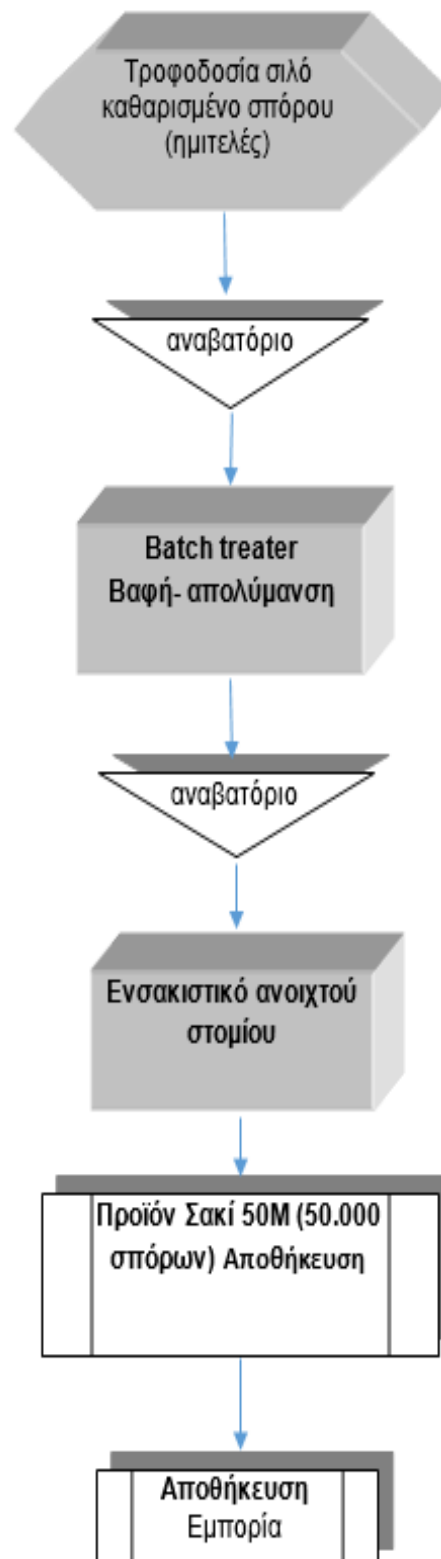 Τροφοδοσία σιλό
καθαρισμένο σπόρου
(ημιτελές)
αναβατόριο
Batch treater
Βαφή- απολύμανση
αναβατόριο
Ενσακιστικό ανοιχτού
στομίου
Προϊόν Σακί 50Μ (50.000
σπόρων) Αποθήκευση
Αποθήκευση
Εμπορία